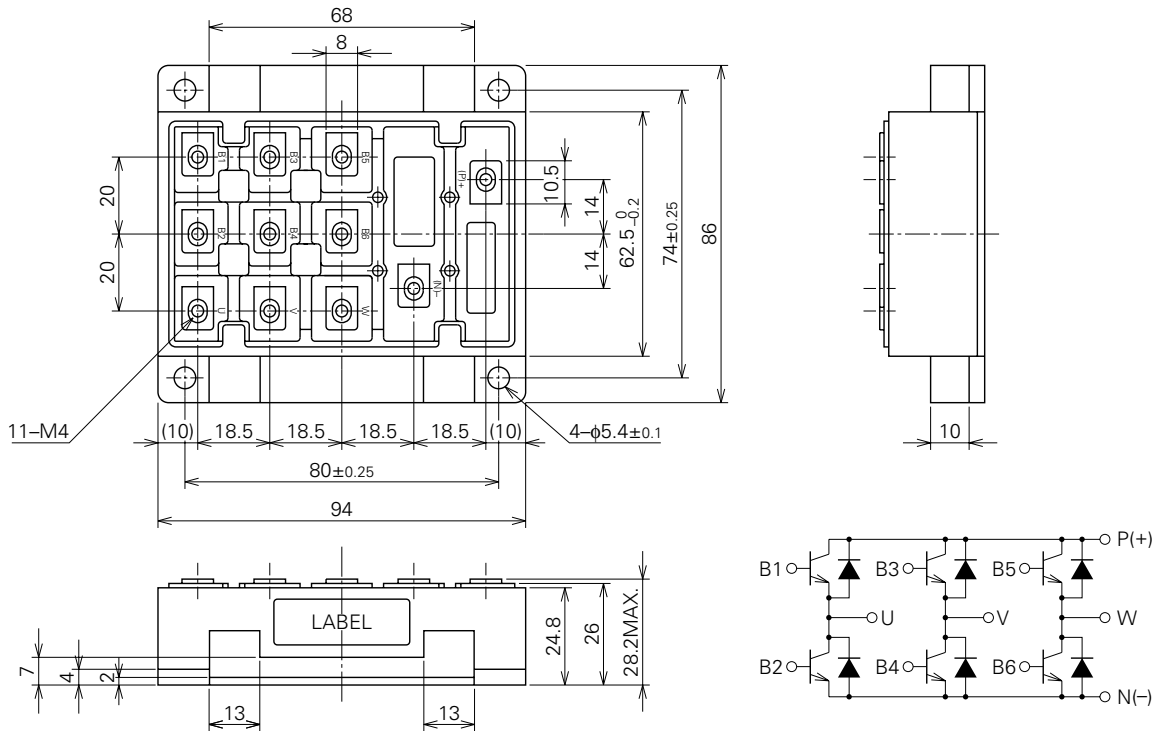 68
8
B1
B3
B5
(P)+
B2
B4
B6
(N)–
U
V
W
20
20
10.5
14
14
62.5 0 -0.2
74±0.25
86
11–M4
(10)
18.5
18.5
18.5
18.5
(10)
4–φ5.4±0.1
80±0.25
94
10
LABEL
7
4
2
13
13
24.8
26
28.2MAX.
P(+)
B1
B3
B5
U
V
W
B2
B4
B6
N(–)